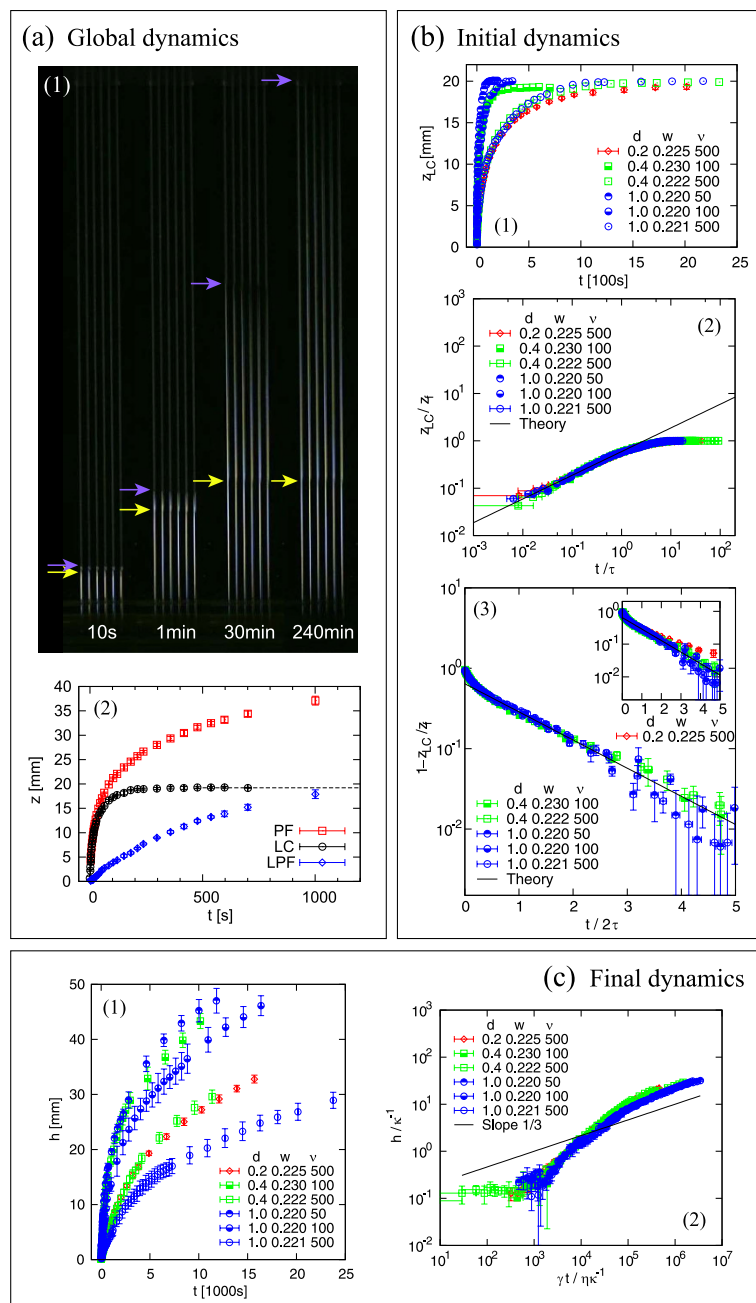 (a) Global dynamics
(1)
10s 1min 30min 240min
(2)
z [mm]
40
35
30
25
20
15
10
5
0
PF
LC
LPF
0 500 1000
t [s]
(b) Initial dynamics
z_LC [mm]
20
15
10
5
0
d w ν
0.2 0.225 500
0.4 0.230 100
0.4 0.222 500
1.0 0.220 50
1.0 0.220 100
1.0 0.221 500
(1)
0 5 10 15 20
t [100s]
z_LC / z_f
10^3
10^2
10^1
10^0
10^-1
10^-2
d w ν
0.2 0.225 500
0.4 0.230 100
0.4 0.222 500
1.0 0.220 50
1.0 0.220 100
1.0 0.221 500
Theory
(2)
10^-3 10^-2 10^-1 10^0 10^1 10^2
t / τ
1-z_LC / z_f
1
10^0
10^-1
10^-2
(3)
10^0
10^-1
10^-2
0 1 2 3 4 5
d w ν
0.2 0.225 500
d w ν
0.4 0.230 100
0.4 0.222 500
1.0 0.220 50
1.0 0.220 100
1.0 0.221 500
Theory
0 1 2 3 4 5
t / 2τ
(c) Final dynamics
(1)
h [mm]
50
40
30
20
10
0
d w ν
0.2 0.225 500
0.4 0.230 100
0.4 0.222 500
1.0 0.220 50
1.0 0.220 100
1.0 0.221 500
0 5 10 15 20 25
t [1000s]
h / κ^-1
10^3
10^2
10^1
10^0
10^-1
10^-2
d w ν
0.2 0.225 500
0.4 0.230 100
0.4 0.222 500
1.0 0.220 50
1.0 0.220 100
1.0 0.221 500
Slope 1/3
(2)
10^1 10^2 10^3 10^4 10^5 10^6 10^7
γt / ηκ^-1